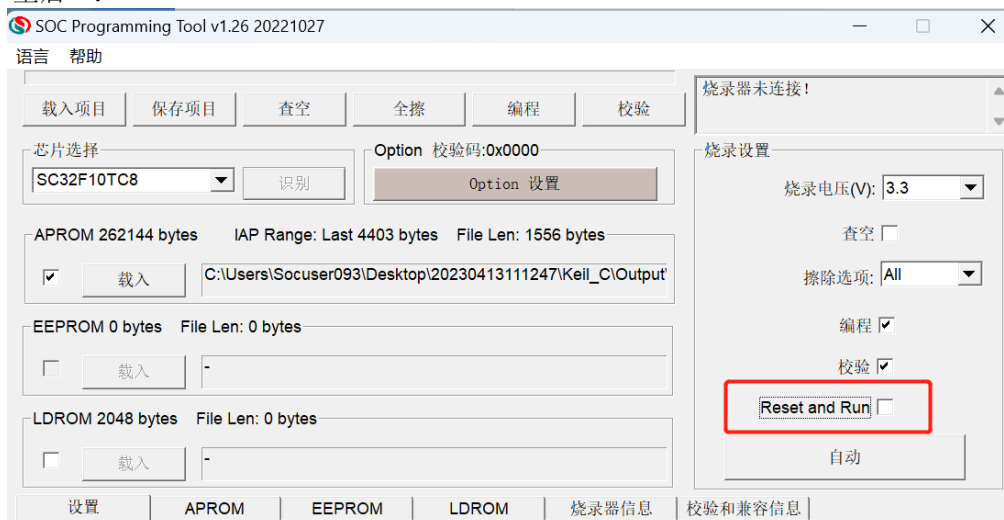 SOC Programming Tool v1.26 20221027
语言 帮助
载入项目 保存项目 查空 全擦 编程 校验
烧录器未连接!
芯片选择
SC32F10TC8 识别
Option 校验码:0x0000
Option 设置
烧录设置
烧录电压(V): 3.3
查空
擦除选项: All
编程
校验
Reset and Run
自动
APROM 262144 bytes IAP Range: Last 4403 bytes File Len: 1556 bytes
载入 C:\Users\Socuser093\Desktop\20230413111247\Keil_C\Output\
EEPROM 0 bytes File Len: 0 bytes
载入 -
LDROM 2048 bytes File Len: 0 bytes
载入 -
设置 APROM EEPROM LDROM 烧录器信息 校验和兼容信息